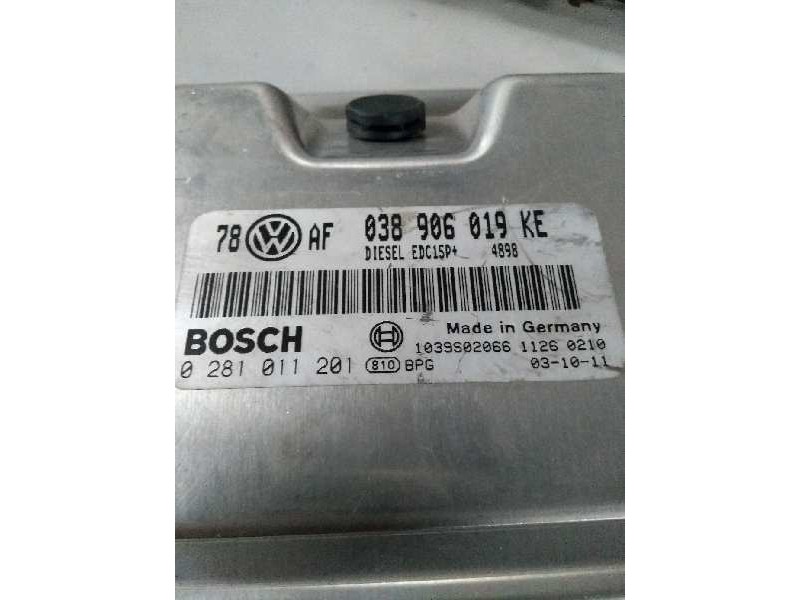 78 VW AF 038 906 019 KE
DIESEL EDC15P+ 4898
BOSCH
Made in Germany
1039S02066 1126 0210
0 281 011 201 810 BPG 03-10-11